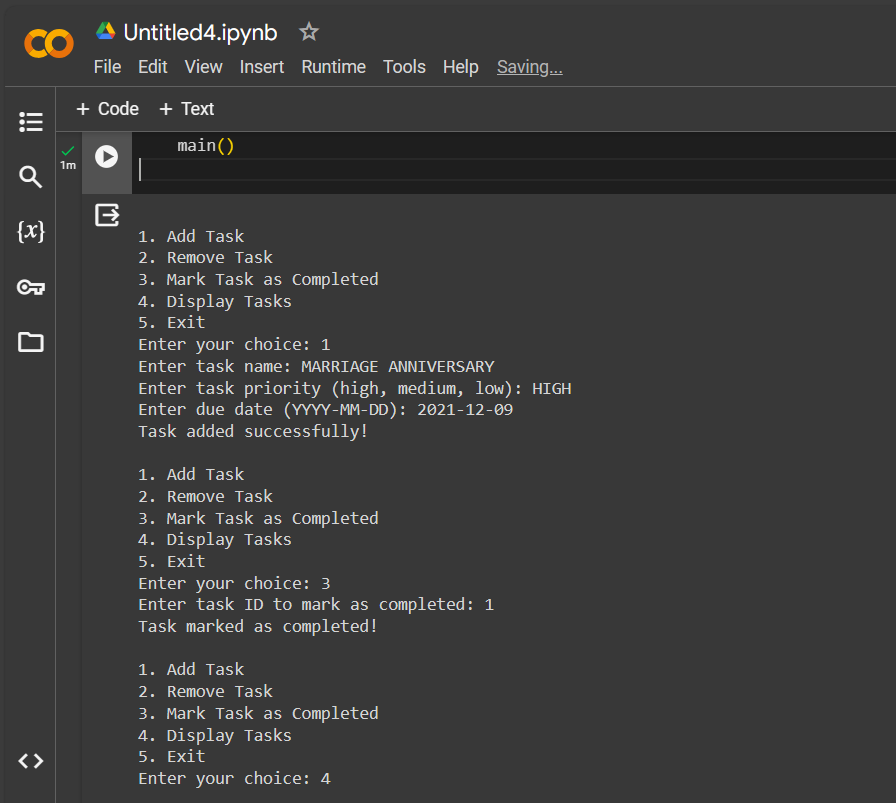 Untitled4.ipynb
File Edit View Insert Runtime Tools Help Saving...
+ Code + Text
1m
main()
{x}
1. Add Task
2. Remove Task
3. Mark Task as Completed
4. Display Tasks
5. Exit
Enter your choice: 1
Enter task name: MARRIAGE ANNIVERSARY
Enter task priority (high, medium, low): HIGH
Enter due date (YYYY-MM-DD): 2021-12-09
Task added successfully!
1. Add Task
2. Remove Task
3. Mark Task as Completed
4. Display Tasks
5. Exit
Enter your choice: 3
Enter task ID to mark as completed: 1
Task marked as completed!
1. Add Task
2. Remove Task
3. Mark Task as Completed
4. Display Tasks
5. Exit
Enter your choice: 4